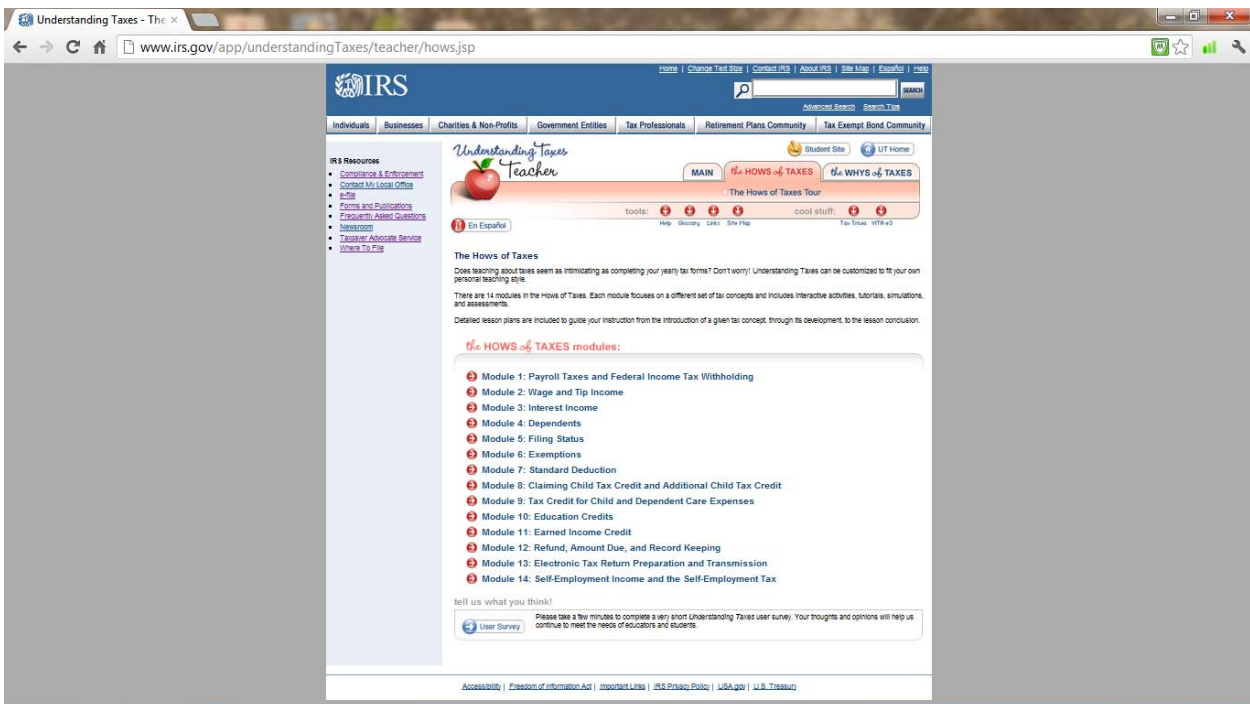 Understanding Taxes - The
www.irs.gov/app/understandingTaxes/teacher/hows.jsp
Home | Change Text Size | Contact IRS | About IRS | Site Map | Español | Help
IRS
SEARCH
Advanced Search Search Tips
Individuals Businesses Charities & Non-Profits Government Entities Tax Professionals Retirement Plans Community Tax Exempt Bond Community
IRS Resources
Compliance & Enforcement
Contact My Local Office
e-file
Forms and Publications
Frequently Asked Questions
Newsroom
Taxpayer Advocate Service
Where To File
Understanding Taxes
Teacher
Student Site UT Home
MAIN the HOWS of TAXES the WHYS of TAXES
The Hows of Taxes Tour
tools: cool stuff:
Help Glossary Links Site Map Tax Trivia VITA-e3
En Español
The Hows of Taxes
Does teaching about taxes seem as intimidating as completing your yearly tax forms? Don't worry! Understanding Taxes can be customized to fit your own
personal teaching style.
There are 14 modules in the Hows of Taxes. Each module focuses on a different set of tax concepts and includes interactive activities, tutorials, simulations,
and assessments.
Detailed lesson plans are included to guide your instruction from the introduction of a given tax concept, through its development, to the lesson conclusion.
the HOWS of TAXES modules:
Module 1: Payroll Taxes and Federal Income Tax Withholding
Module 2: Wage and Tip Income
Module 3: Interest Income
Module 4: Dependents
Module 5: Filing Status
Module 6: Exemptions
Module 7: Standard Deduction
Module 8: Claiming Child Tax Credit and Additional Child Tax Credit
Module 9: Tax Credit for Child and Dependent Care Expenses
Module 10: Education Credits
Module 11: Earned Income Credit
Module 12: Refund, Amount Due, and Record Keeping
Module 13: Electronic Tax Return Preparation and Transmission
Module 14: Self-Employment Income and the Self-Employment Tax
tell us what you think!
User Survey
Please take a few minutes to complete a very short Understanding Taxes user survey. Your thoughts and opinions will help us
continue to meet the needs of educators and students.
Accessibility | Freedom of Information Act | Important Links | IRS Privacy Policy | USA.gov | U.S. Treasury